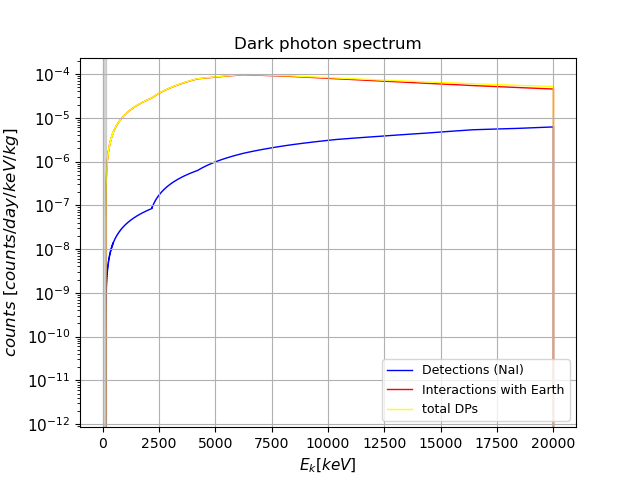 Dark photon spectrum
counts [counts/day/keV/kg]
10⁻⁴
10⁻⁵
10⁻⁶
10⁻⁷
10⁻⁸
10⁻⁹
10⁻¹⁰
10⁻¹¹
10⁻¹²
Detections (NaI)
Interactions with Earth
total DPs
0 2500 5000 7500 10000 12500 15000 17500 20000
Eₖ[keV]